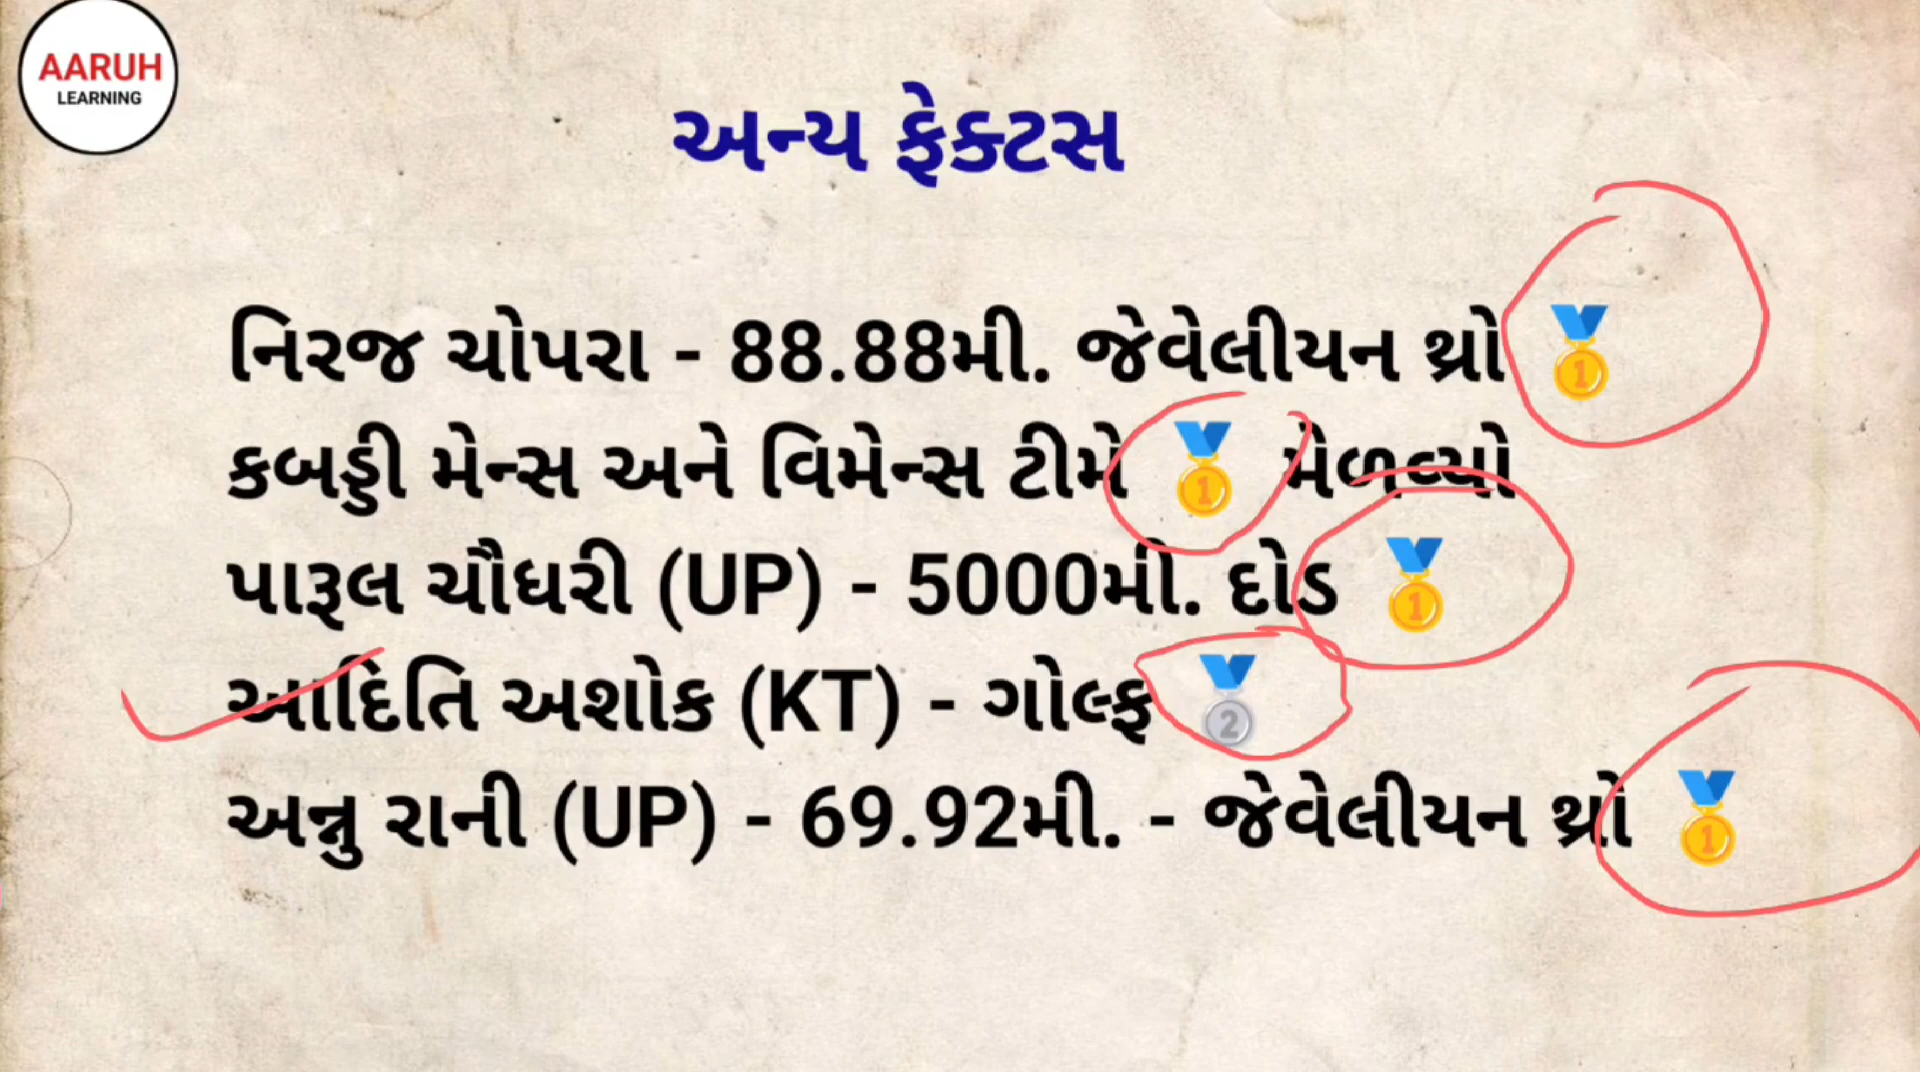 AARUH
LEARNING
અન્ય ફેક્ટસ
નિરજ ચોપરા - 88.88મી. જેવેલીયન થ્રો 🥇
કબડ્ડી મેન્સ અને વિમેન્સ ટીમે 🥇 મેળવ્યો
પારૂલ ચૌધરી (UP) - 5000મી. દોડ 🥇
આદિતિ અશોક (KT) - ગોલ્ફ 🥈
અન્નુ રાની (UP) - 69.92મી. - જેવેલીયન થ્રો 🥇